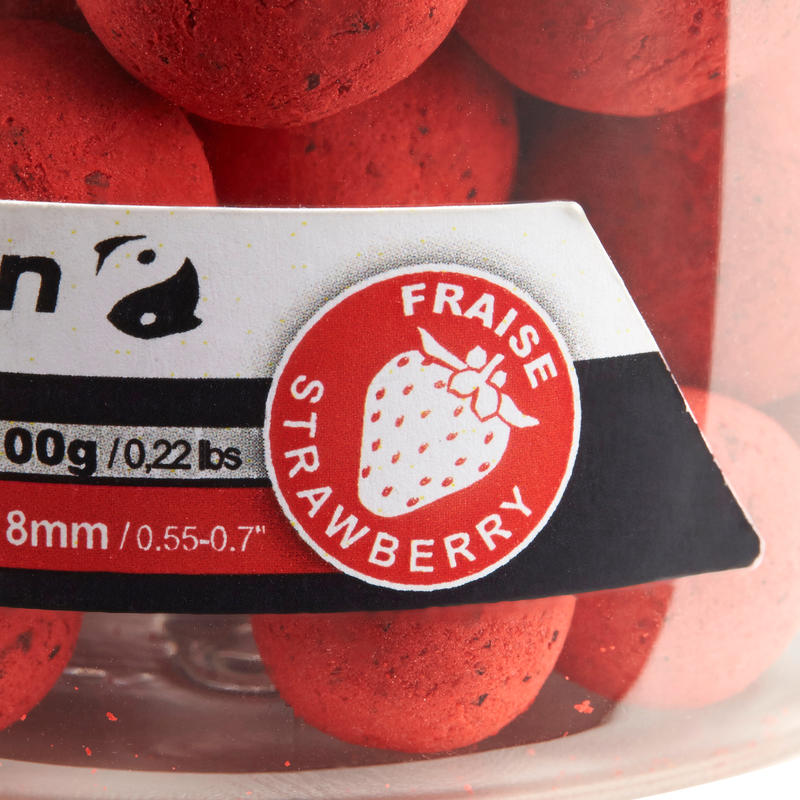 n
FRAISE
STRAWBERRY
00g / 0,22 lbs
8mm / 0.55-0.7"